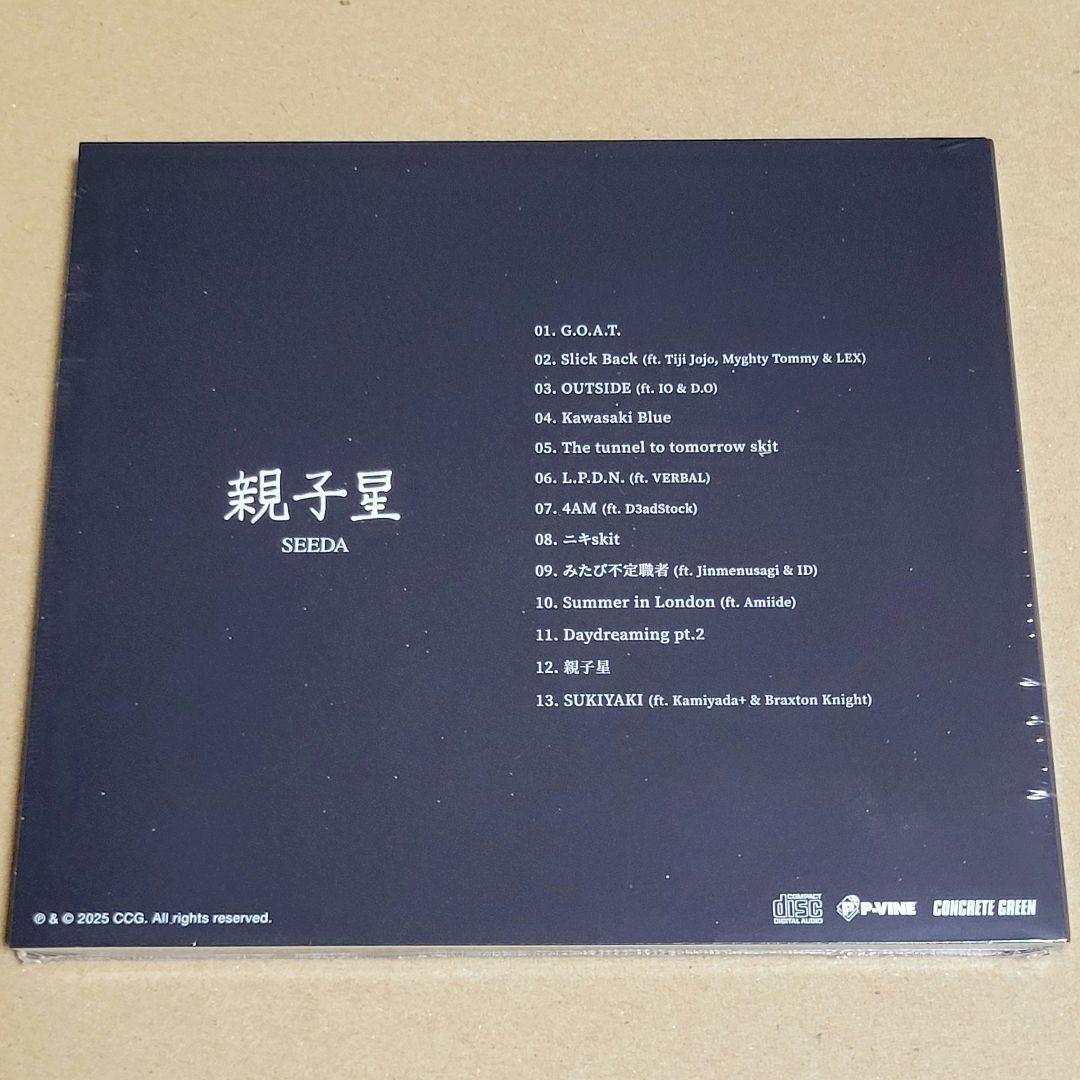 親子星
SEEDA
01. G.O.A.T.
02. Slick Back (ft. Tiji Jojo, Myghty Tommy & LEX)
03. OUTSIDE (ft. IO & D.O)
04. Kawasaki Blue
05. The tunnel to tomorrow skit
06. L.P.D.N. (ft. VERBAL)
07. 4AM (ft. D3adStock)
08. ニキskit
09. みたび不定職者 (ft. Jinmenusagi & ID)
10. Summer in London (ft. Amiide)
11. Daydreaming pt.2
12. 親子星
13. SUKIYAKI (ft. Kamiyada+ & Braxton Knight)
℗ & © 2025 CCG. All rights reserved.
COMPACT
disc
DIGITAL AUDIO
P P-VINE
CONCRETE GREEN